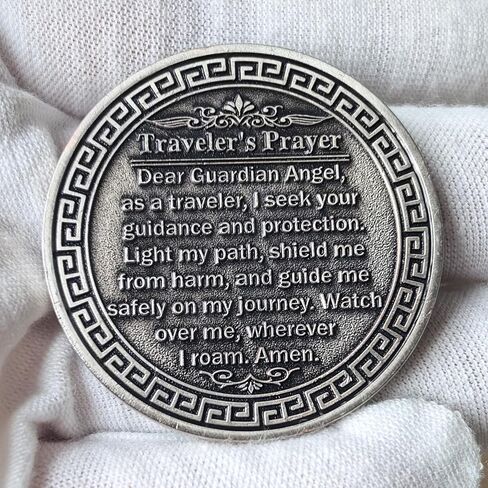 Traveler's Prayer
Dear Guardian Angel,
as a traveler, I seek your
guidance and protection.
Light my path, shield me
from harm, and guide me
safely on my journey. Watch
over me, wherever
I roam. Amen.